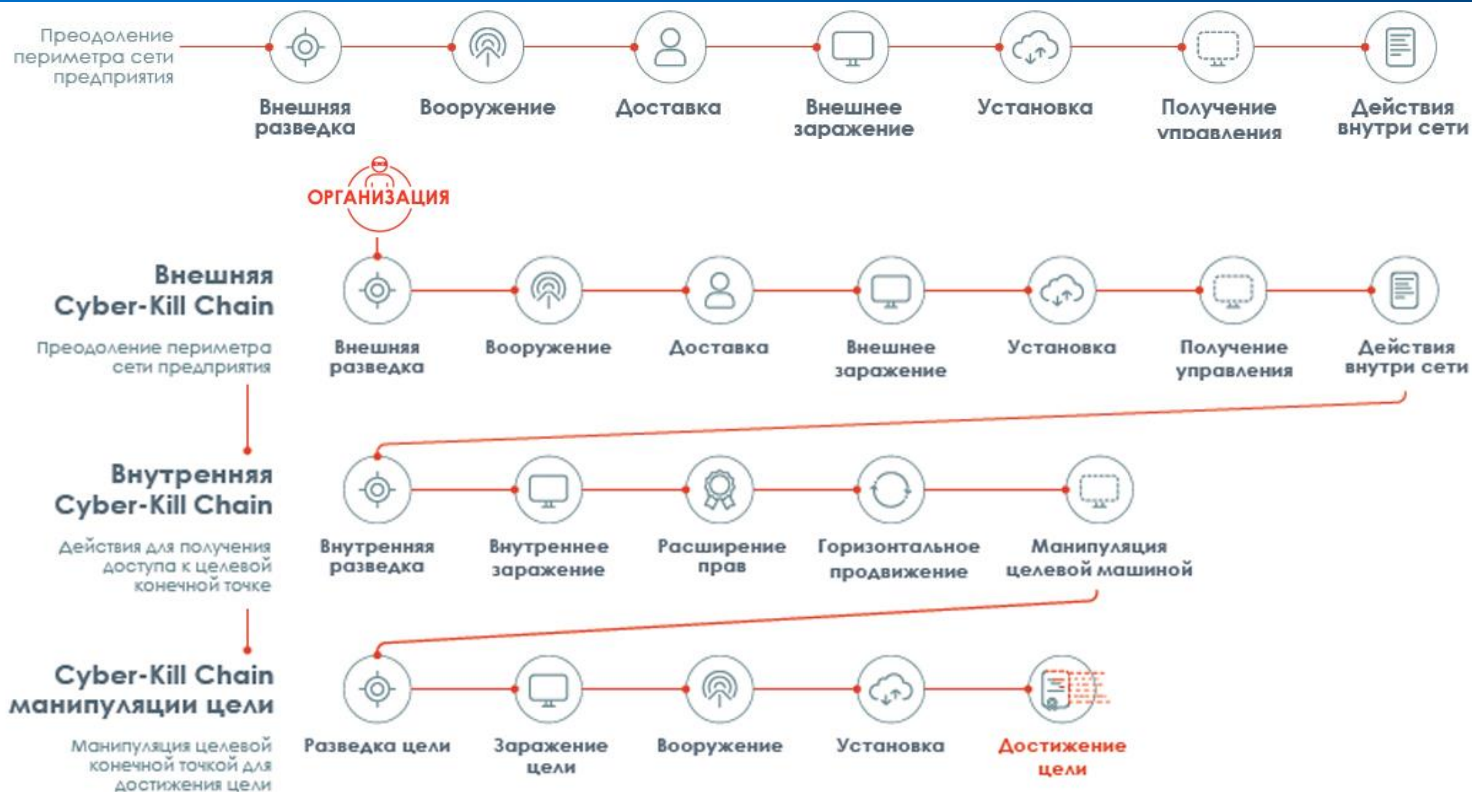 Преодоление
периметра сети
предприятия
Внешняя
разведка
Вооружение
Доставка
Внешнее
заражение
Установка
Получение
управления
Действия
внутри сети
ОРГАНИЗАЦИЯ
Внешняя
Cyber-Kill Chain
Преодоление периметра
сети предприятия
Внешняя
разведка
Вооружение
Доставка
Внешнее
заражение
Установка
Получение
управления
Действия
внутри сети
Внутренняя
Cyber-Kill Chain
Действия для получения
доступа к целевой
конечной точке
Внутренняя
разведка
Внутреннее
заражение
Расширение
прав
Горизонтальное
продвижение
Манипуляция
целевой машиной
Cyber-Kill Chain
манипуляции цели
Манипуляция целевой
конечной точкой для
достижения цели
Разведка цели
Заражение
цели
Вооружение
Установка
Достижение
цели